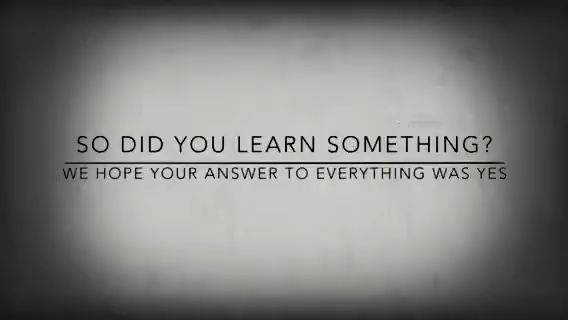 SO DID YOU LEARN SOMETHING?
WE HOPE YOUR ANSWER TO EVERYTHING WAS YES